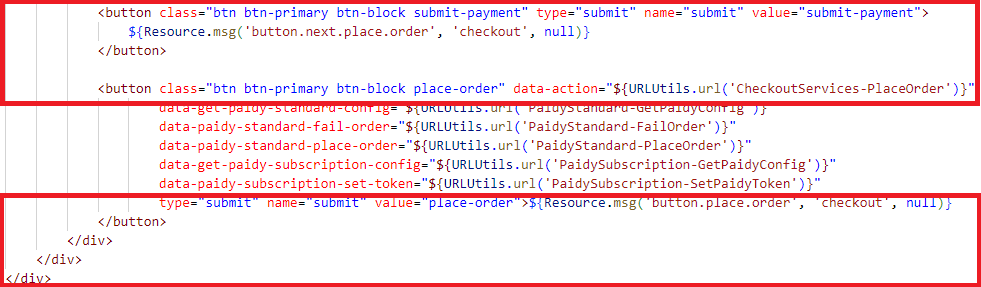 <button class="btn btn-primary btn-block submit-payment" type="submit" name="submit" value="submit-payment">
${Resource.msg('button.next.place.order', 'checkout', null)}
</button>
<button class="btn btn-primary btn-block place-order" data-action="${URLUtils.url('CheckoutServices-PlaceOrder')}"
data-get-paidy-standard-config="${URLUtils.url('PaidyStandard-GetPaidyConfig')}"
data-paidy-standard-fail-order="${URLUtils.url('PaidyStandard-FailOrder')}"
data-paidy-standard-place-order="${URLUtils.url('PaidyStandard-PlaceOrder')}"
data-get-paidy-subscription-config="${URLUtils.url('PaidySubscription-GetPaidyConfig')}"
data-paidy-subscription-set-token="${URLUtils.url('PaidySubscription-SetPaidyToken')}"
type="submit" name="submit" value="place-order">${Resource.msg('button.place.order', 'checkout', null)}
</button>
</div>
</div>
</div>